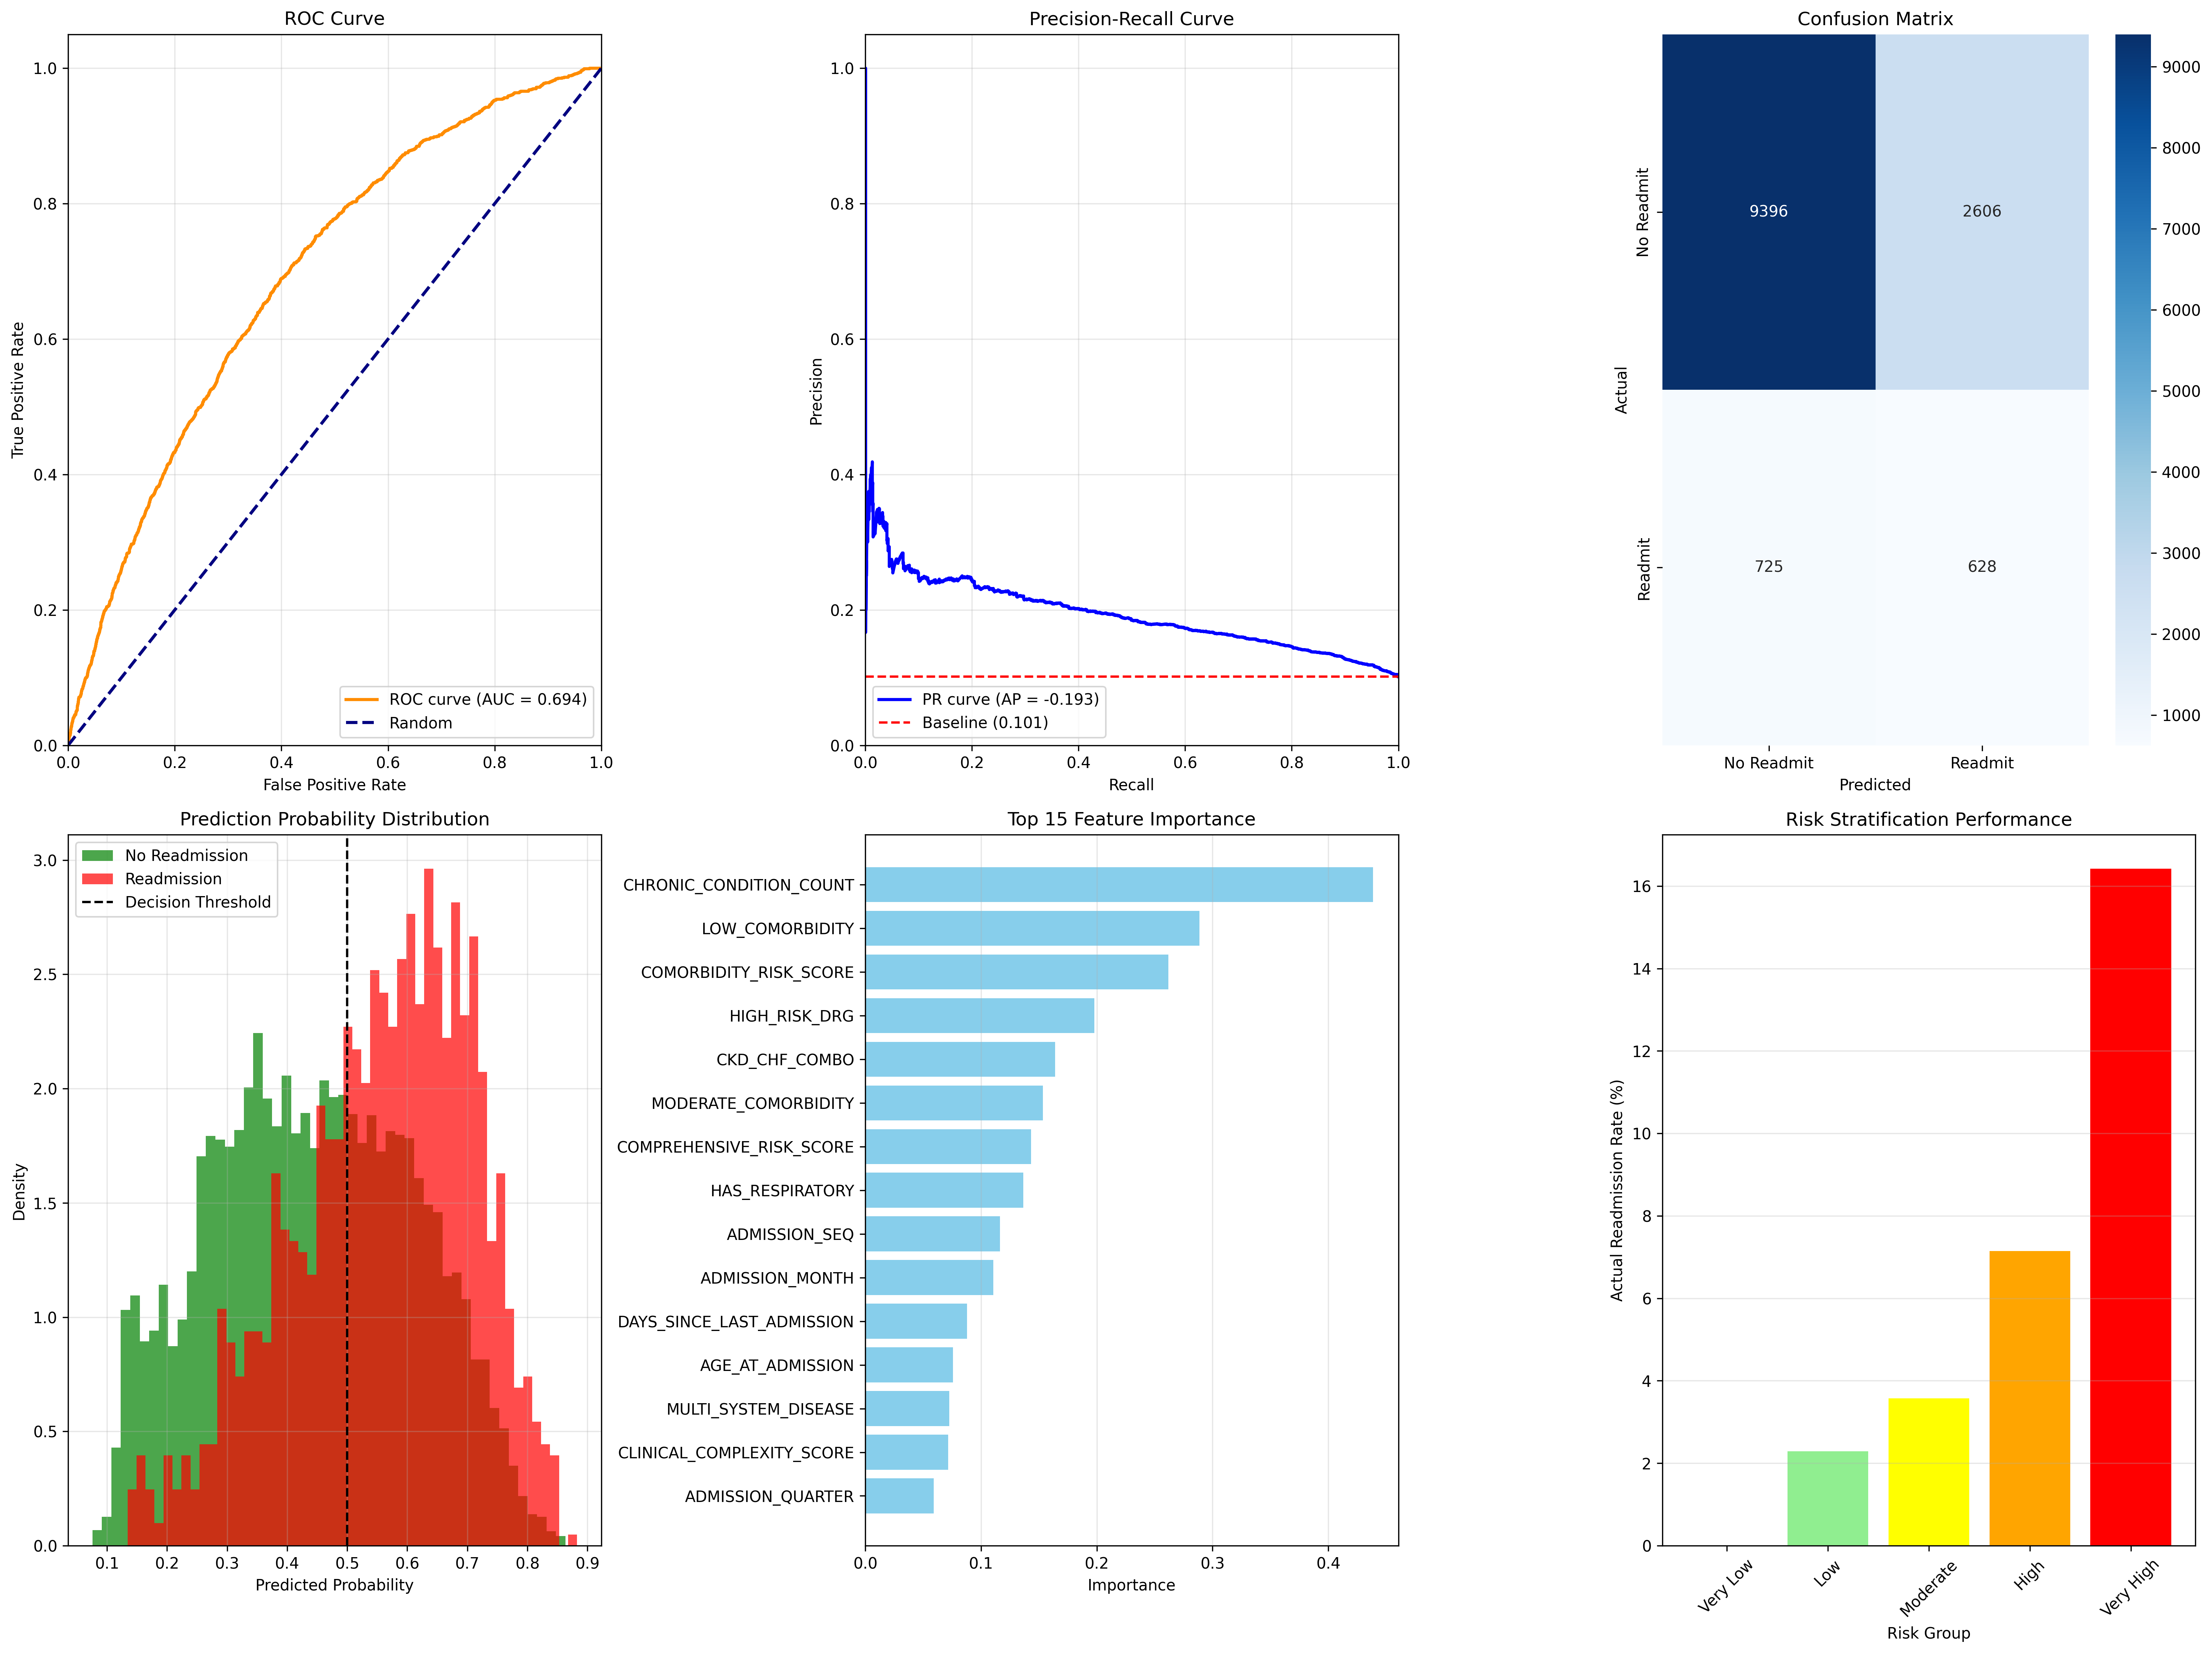 ROC Curve
1.0
0.8
0.6
0.4
0.2
0.0
True Positive Rate
ROC curve (AUC = 0.694)
Random
0.0 0.2 0.4 0.6 0.8 1.0
False Positive Rate
Precision-Recall Curve
1.0
0.8
0.6
0.4
0.2
0.0
Precision
PR curve (AP = -0.193)
Baseline (0.101)
0.0 0.2 0.4 0.6 0.8 1.0
Recall
Confusion Matrix
Actual
No Readmit
9396 2606
Readmit
725 628
No Readmit Readmit
Predicted
9000
8000
7000
6000
5000
4000
3000
2000
1000
Prediction Probability Distribution
No Readmission
Readmission
Decision Threshold
3.0
2.5
2.0
1.5
1.0
0.5
0.0
Density
0.1 0.2 0.3 0.4 0.5 0.6 0.7 0.8 0.9
Predicted Probability
Top 15 Feature Importance
CHRONIC_CONDITION_COUNT
LOW_COMORBIDITY
COMORBIDITY_RISK_SCORE
HIGH_RISK_DRG
CKD_CHF_COMBO
MODERATE_COMORBIDITY
COMPREHENSIVE_RISK_SCORE
HAS_RESPIRATORY
ADMISSION_SEQ
ADMISSION_MONTH
DAYS_SINCE_LAST_ADMISSION
AGE_AT_ADMISSION
MULTI_SYSTEM_DISEASE
CLINICAL_COMPLEXITY_SCORE
ADMISSION_QUARTER
0.0 0.1 0.2 0.3 0.4
Importance
Risk Stratification Performance
16
14
12
10
8
6
4
2
0
Actual Readmission Rate (%)
Very Low Low Moderate High Very High
Risk Group